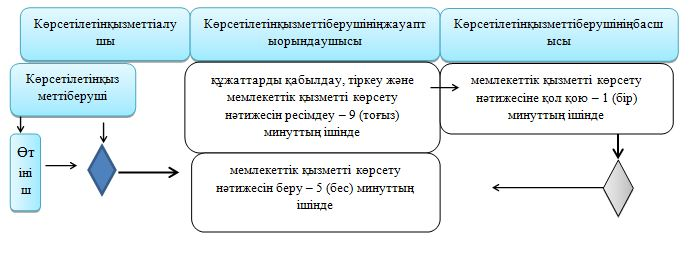 Көрсетілетінқызметтіалу
шы
Көрсетілетінқызметтіберушініңжауапт
ыорындаушысы
Көрсетілетінқызметтіберушініңбасш
ысы
Көрсетілетінқыз
меттіберуші
құжаттарды қабылдау, тіркеу және
мемлекеттік қызметті көрсету
нәтижесін ресімдеу – 9 (тоғыз)
минуттың ішінде
мемлекеттік қызметті көрсету
нәтижесіне қол қою – 1 (бір)
минуттың ішінде
Өт
іні
ш
мемлекеттік қызметті көрсету
нәтижесін беру – 5 (бес) минуттың
ішінде